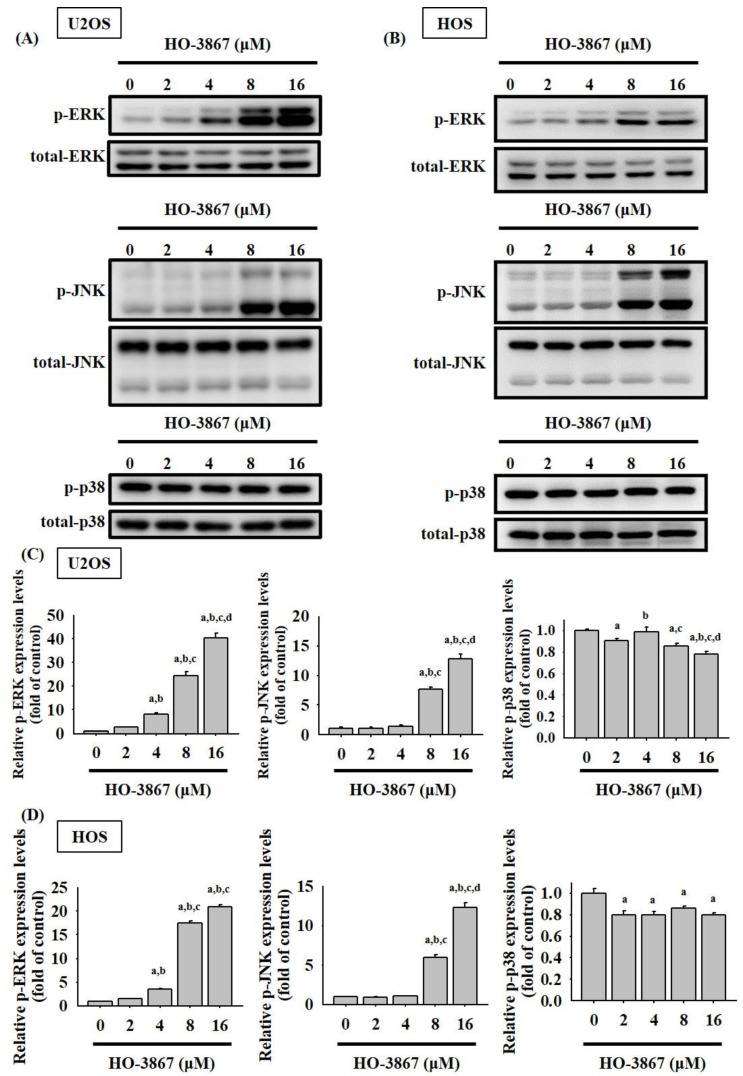 (A) U2OS
HO-3867 (μM)
0 2 4 8 16
p-ERK
total-ERK
HO-3867 (μM)
0 2 4 8 16
p-JNK
total-JNK
HO-3867 (μM)
0 2 4 8 16
p-p38
total-p38
(B) HOS
HO-3867 (μM)
0 2 4 8 16
p-ERK
total-ERK
HO-3867 (μM)
0 2 4 8 16
p-JNK
total-JNK
HO-3867 (μM)
0 2 4 8 16
p-p38
total-p38
(C) U2OS
Relative p-ERK expression levels
(fold of control)
50
40
30
20
10
0
a,b
a,b,c
a,b,c,d
0 2 4 8 16
HO-3867 (μM)
Relative p-JNK expression levels
(fold of control)
20
15
10
5
0
a,b,c
a,b,c,d
0 2 4 8 16
HO-3867 (μM)
Relative p-p38 expression levels
(fold of control)
1.0
0.8
0.6
0.4
0.2
0.0
a
b
a,c
a,b,c,d
0 2 4 8 16
HO-3867 (μM)
(D) HOS
Relative p-ERK expression levels
(fold of control)
25
20
15
10
5
0
a,b
a,b,c
a,b,c
0 2 4 8 16
HO-3867 (μM)
Relative p-JNK expression levels
(fold of control)
15
10
5
0
a,b,c
a,b,c,d
0 2 4 8 16
HO-3867 (μM)
Relative p-p38 expression levels
(fold of control)
1.0
0.8
0.6
0.4
0.2
0.0
a
a
a
a
0 2 4 8 16
HO-3867 (μM)